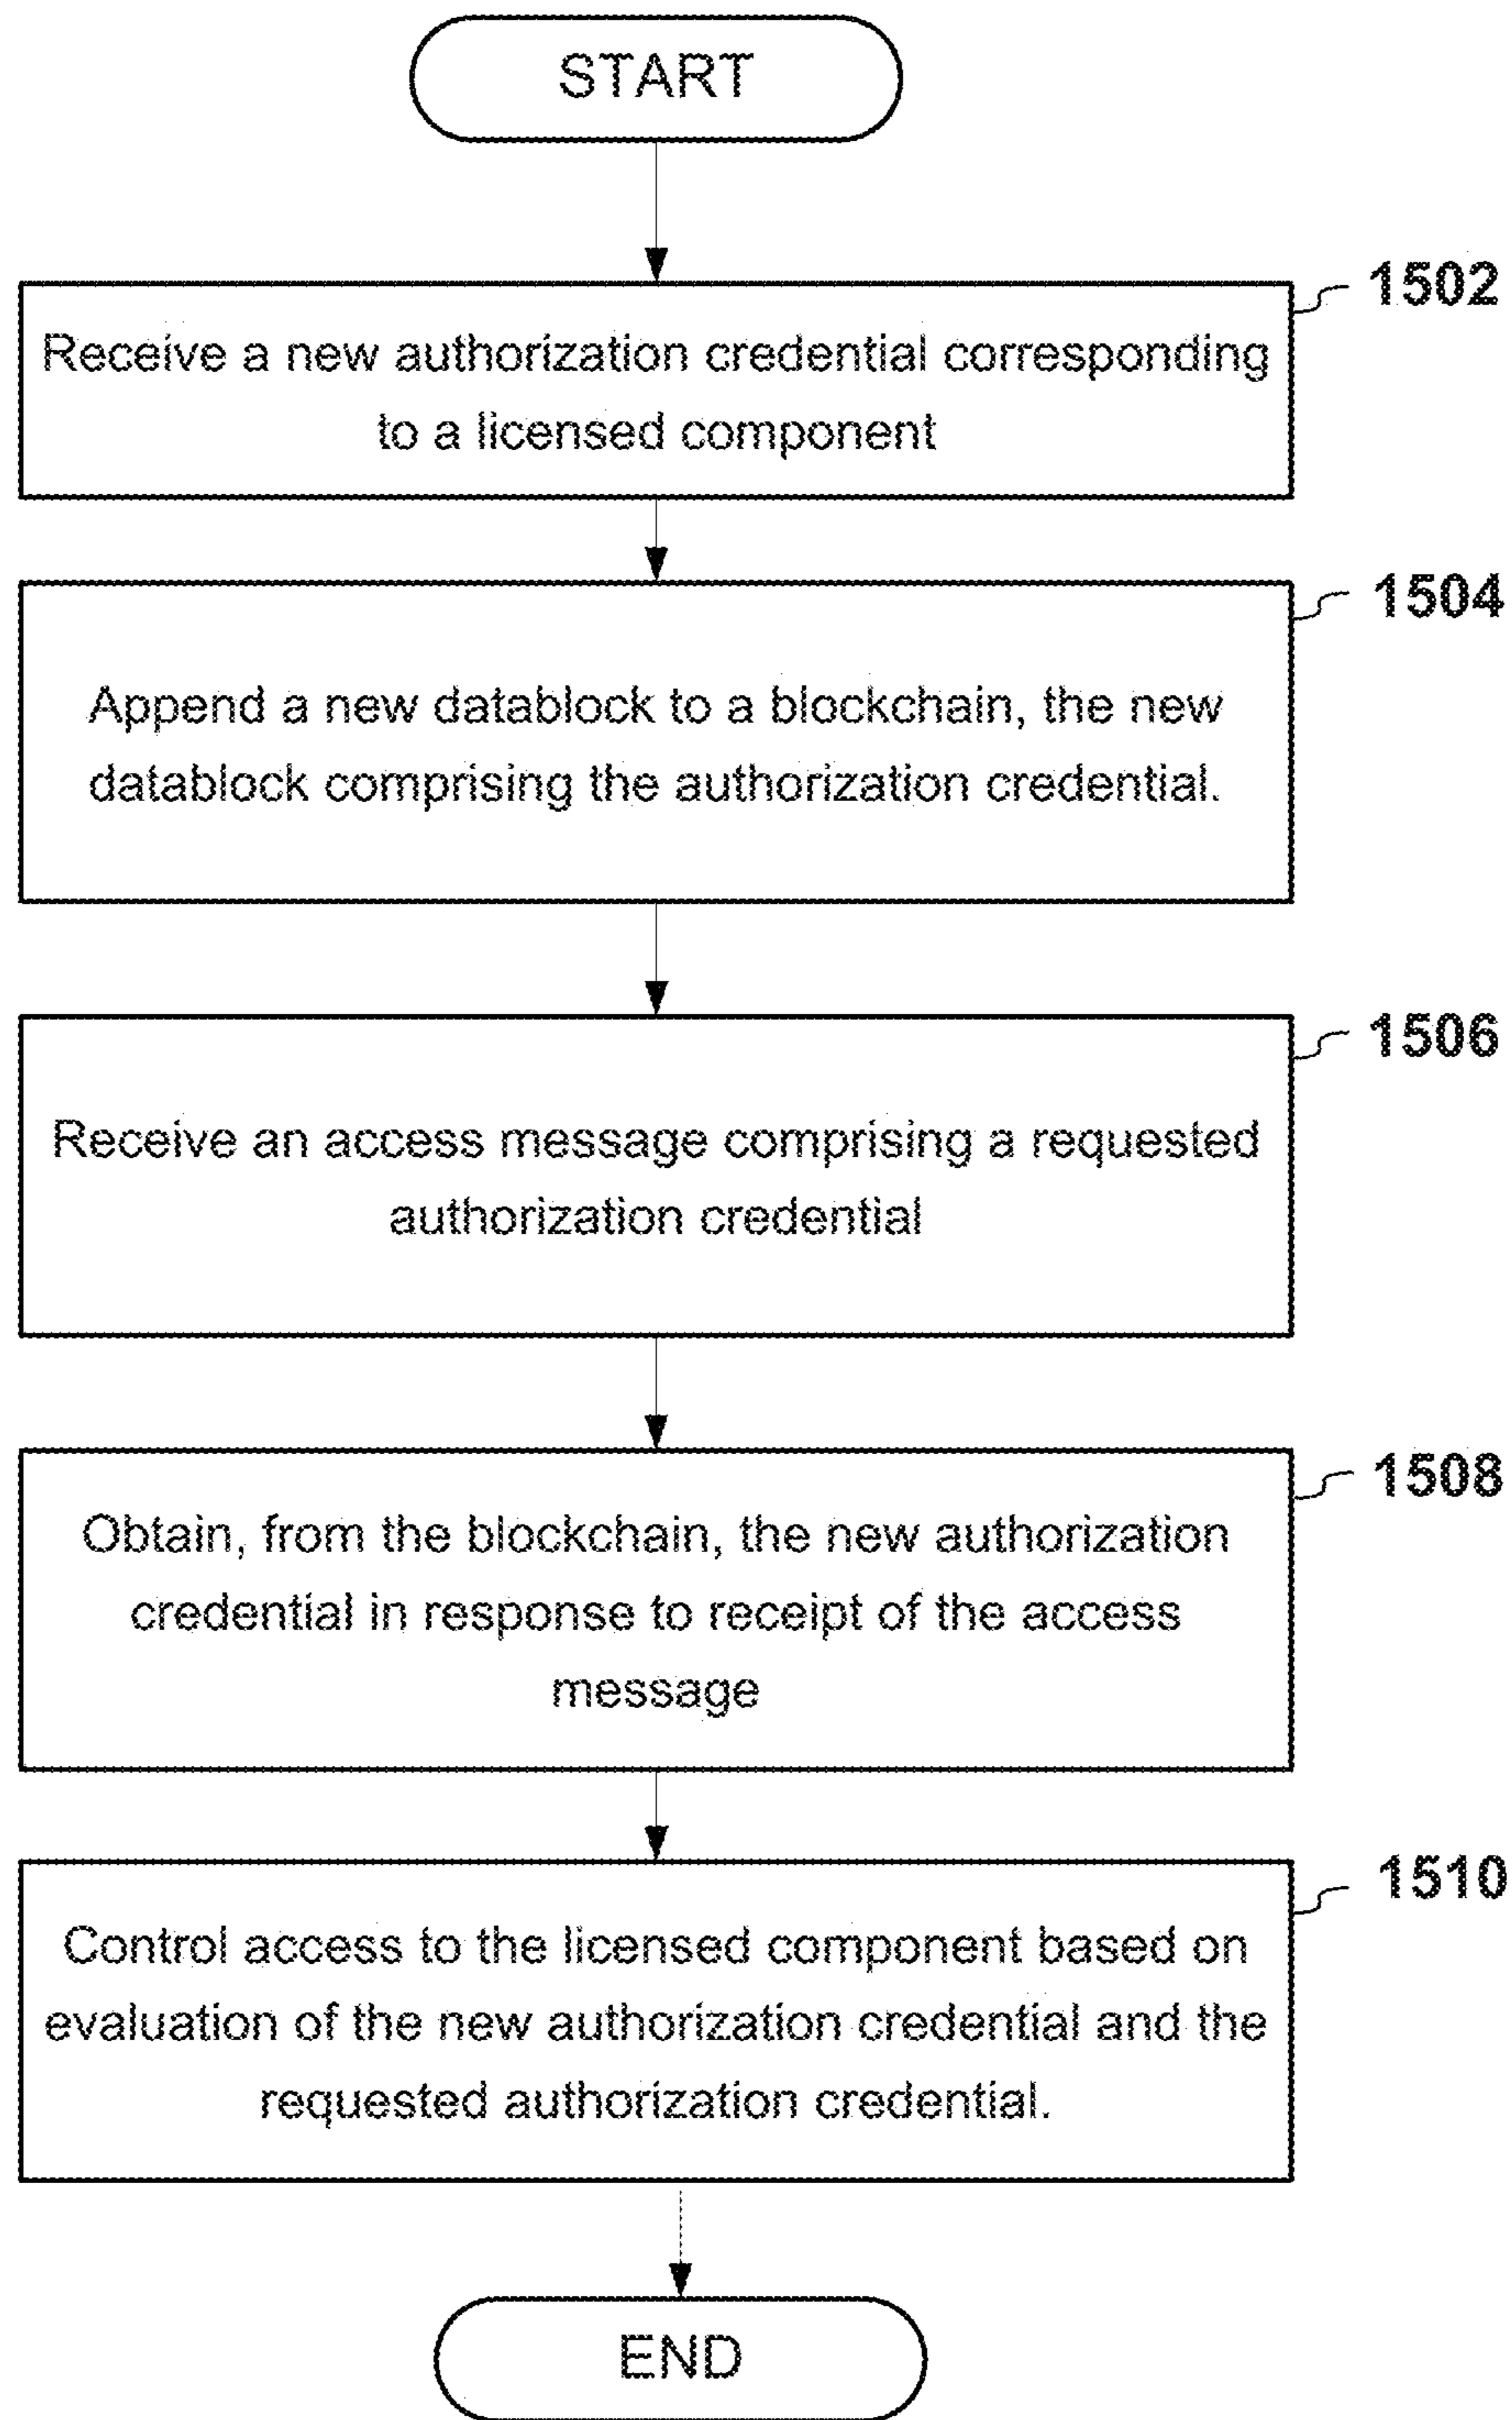 START
1502
Receive a new authorization credential corresponding
to a licensed component
1504
Append a new datablock to a blockchain, the new
datablock comprising the authorization credential.
1506
Receive an access message comprising a requested
authorization credential
1508
Obtain, from the blockchain, the new authorization
credential in response to receipt of the access
message
1510
Control access to the licensed component based on
evaluation of the new authorization credential and the
requested authorization credential.
END